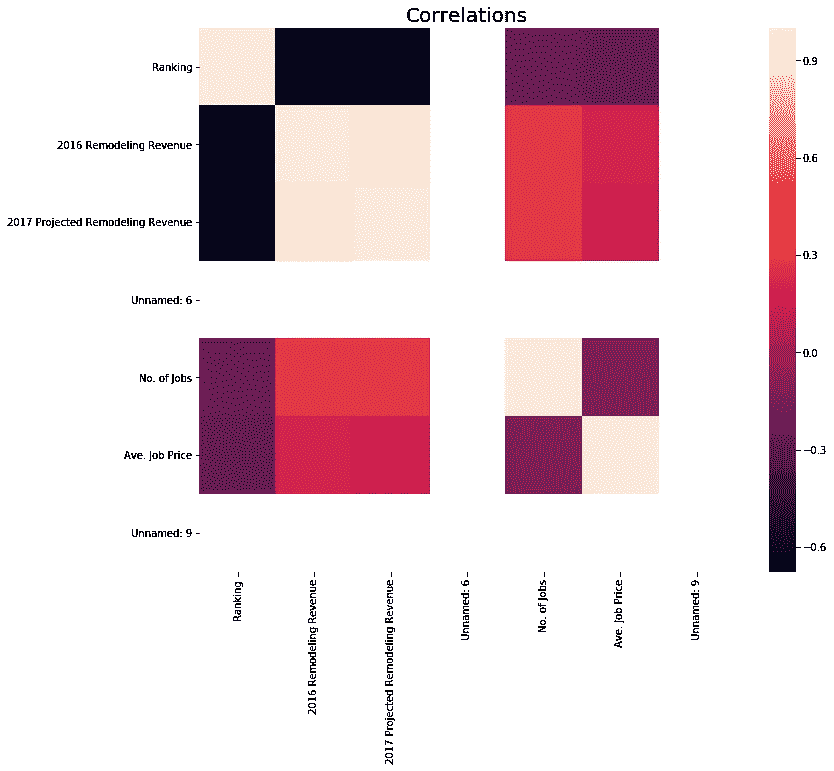 Correlations
Ranking
2016 Remodeling Revenue
2017 Projected Remodeling Revenue
Unnamed: 6
No. of Jobs
Ave. Job Price
Unnamed: 9
0.9
0.6
0.3
0.0
−0.3
−0.6
Ranking
2016 Remodeling Revenue
2017 Projected Remodeling Revenue
Unnamed: 6
No. of Jobs
Ave. Job Price
Unnamed: 9